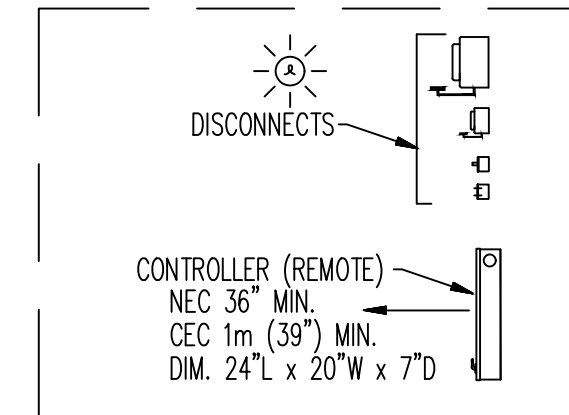 DISCONNECTS
CONTROLLER (REMOTE)
NEC 36" MIN.
CEC 1m (39") MIN.
DIM. 24"L x 20"W x 7"D